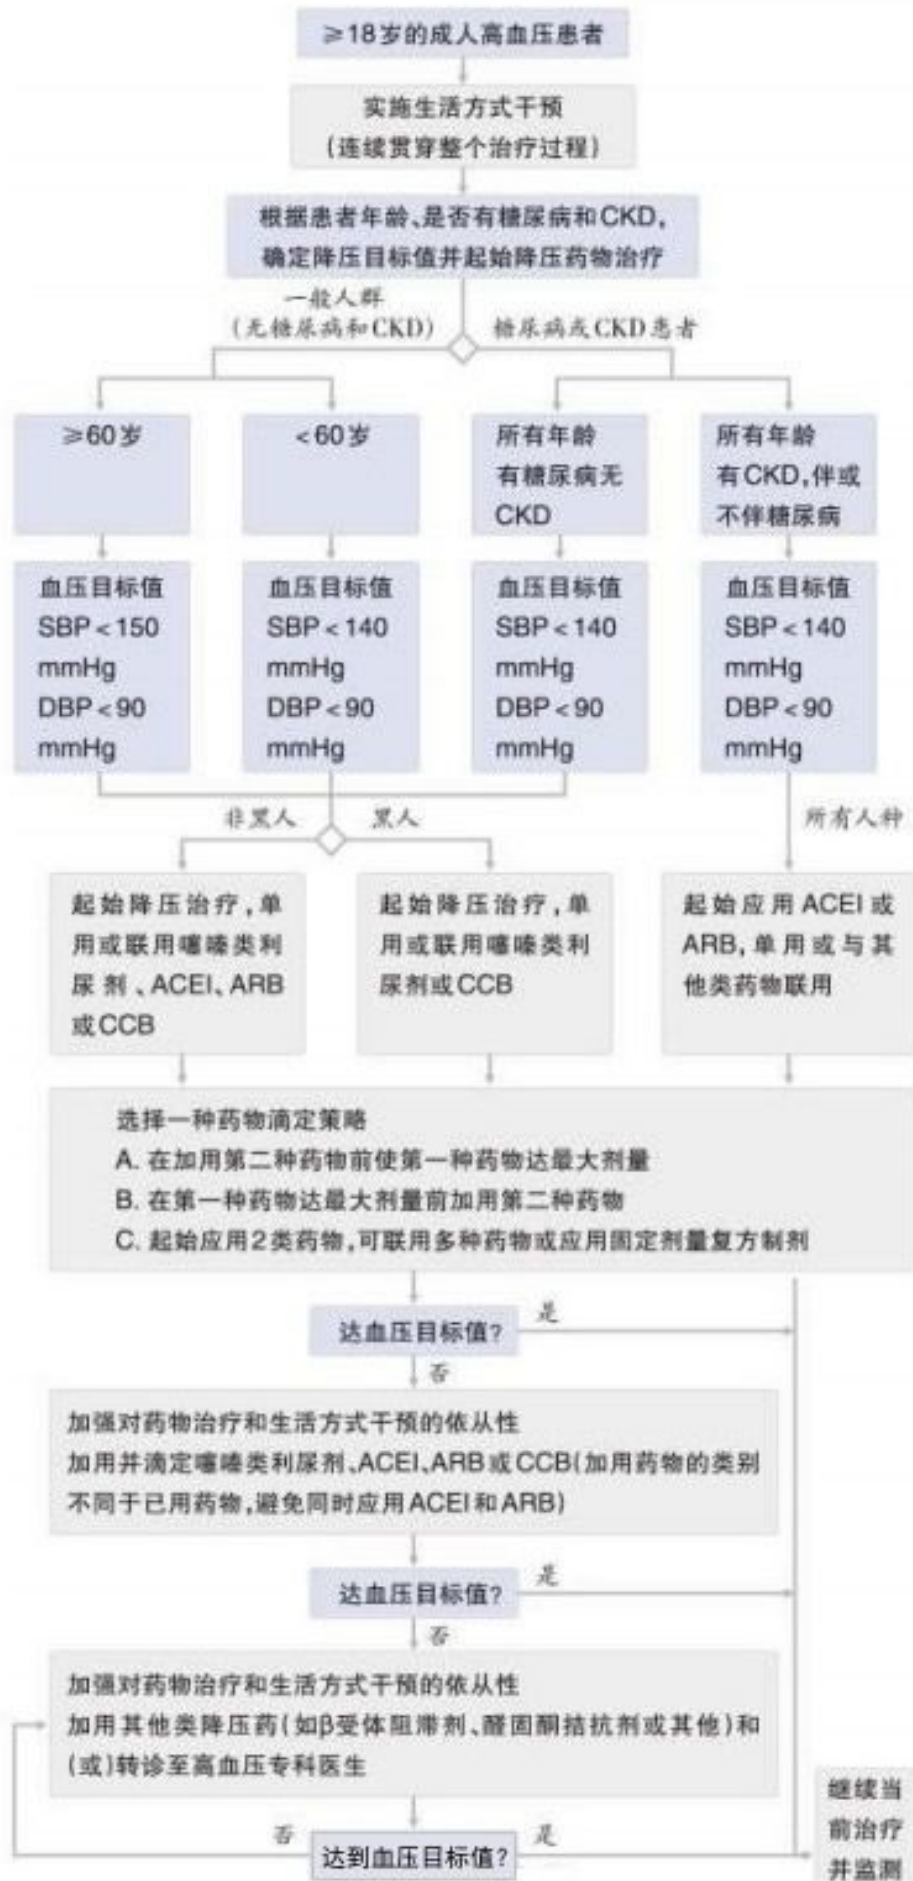 ≥18岁的成人高血压患者
实施生活方式干预
(连续贯穿整个治疗过程)
根据患者年龄、是否有糖尿病和CKD,
确定降压目标值并起始降压药物治疗
一般人群
(无糖尿病和CKD)
糖尿病或CKD患者
≥60岁
<60岁
所有年龄
有糖尿病无
CKD
所有年龄
有CKD,伴或
不伴糖尿病
血压目标值
SBP<150
mmHg
DBP<90
mmHg
血压目标值
SBP<140
mmHg
DBP<90
mmHg
血压目标值
SBP<140
mmHg
DBP<90
mmHg
血压目标值
SBP<140
mmHg
DBP<90
mmHg
非黑人
黑人
所有人种
起始降压治疗,单
用或联用噻嗪类利
尿剂、ACEI、ARB
或CCB
起始降压治疗,单
用或联用噻嗪类利
尿剂或CCB
起始应用ACEI或
ARB,单用或与其
他类药物联用
选择一种药物滴定策略
A. 在加用第二种药物前使第一种药物达最大剂量
B. 在第一种药物达最大剂量前加用第二种药物
C. 起始应用2类药物,可联用多种药物或应用固定剂量复方制剂
达血压目标值?
是
否
加强对药物治疗和生活方式干预的依从性
加用并滴定噻嗪类利尿剂、ACEI、ARB或CCB(加用药物的类别
不同于已用药物,避免同时应用ACEI和ARB)
达血压目标值?
是
否
加强对药物治疗和生活方式干预的依从性
加用其他类降压药(如β受体阻滞剂、醛固酮拮抗剂或其他)和
(或)转诊至高血压专科医生
否
达到血压目标值?
是
继续当
前治疗
并监测